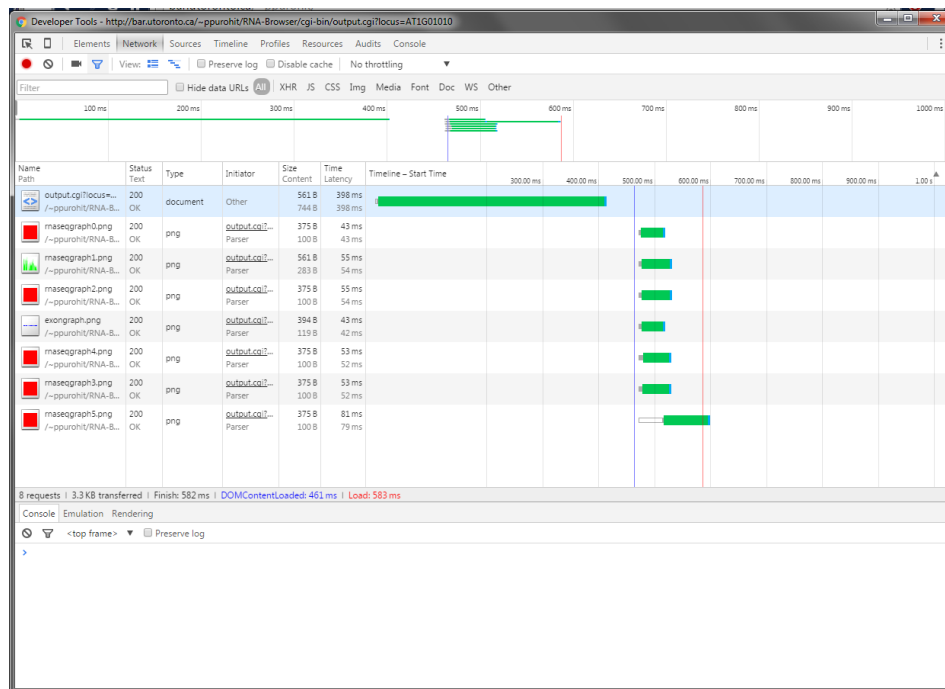 Developer Tools - http://bar.utoronto.ca/~ppurohit/RNA-Browser/cgi-bin/output.cgi?locus=AT1G01010
Elements Network Sources Timeline Profiles Resources Audits Console
View: Preserve log Disable cache No throttling
Filter Hide data URLs All XHR JS CSS Img Media Font Doc WS Other
100 ms 200 ms 300 ms 400 ms 500 ms 600 ms 700 ms 800 ms 900 ms 1000 ms
Name Status Type Initiator Size Time Timeline – Start Time
Path Text Content Latency 300.00 ms 400.00 ms 500.00 ms 600.00 ms 700.00 ms 800.00 ms 900.00 ms 1.00 s
output.cgi?locus=... 200 document Other 561 B 398 ms
/~ppurohit/RNA-B... OK 744 B 398 ms
rnaseqgraph0.png 200 png output.cgi?... 375 B 43 ms
/~ppurohit/RNA-B... OK Parser 100 B 43 ms
rnaseqgraph1.png 200 png output.cgi?... 561 B 55 ms
/~ppurohit/RNA-B... OK Parser 283 B 54 ms
rnaseqgraph2.png 200 png output.cgi?... 375 B 55 ms
/~ppurohit/RNA-B... OK Parser 100 B 54 ms
exongraph.png 200 png output.cgi?... 394 B 43 ms
/~ppurohit/RNA-B... OK Parser 119 B 42 ms
rnaseqgraph4.png 200 png output.cgi?... 375 B 53 ms
/~ppurohit/RNA-B... OK Parser 100 B 52 ms
rnaseqgraph3.png 200 png output.cgi?... 375 B 53 ms
/~ppurohit/RNA-B... OK Parser 100 B 52 ms
rnaseqgraph5.png 200 png output.cgi?... 375 B 81 ms
/~ppurohit/RNA-B... OK Parser 100 B 79 ms
8 requests | 3.3 KB transferred | Finish: 582 ms | DOMContentLoaded: 461 ms | Load: 583 ms
Console Emulation Rendering
<top frame> Preserve log